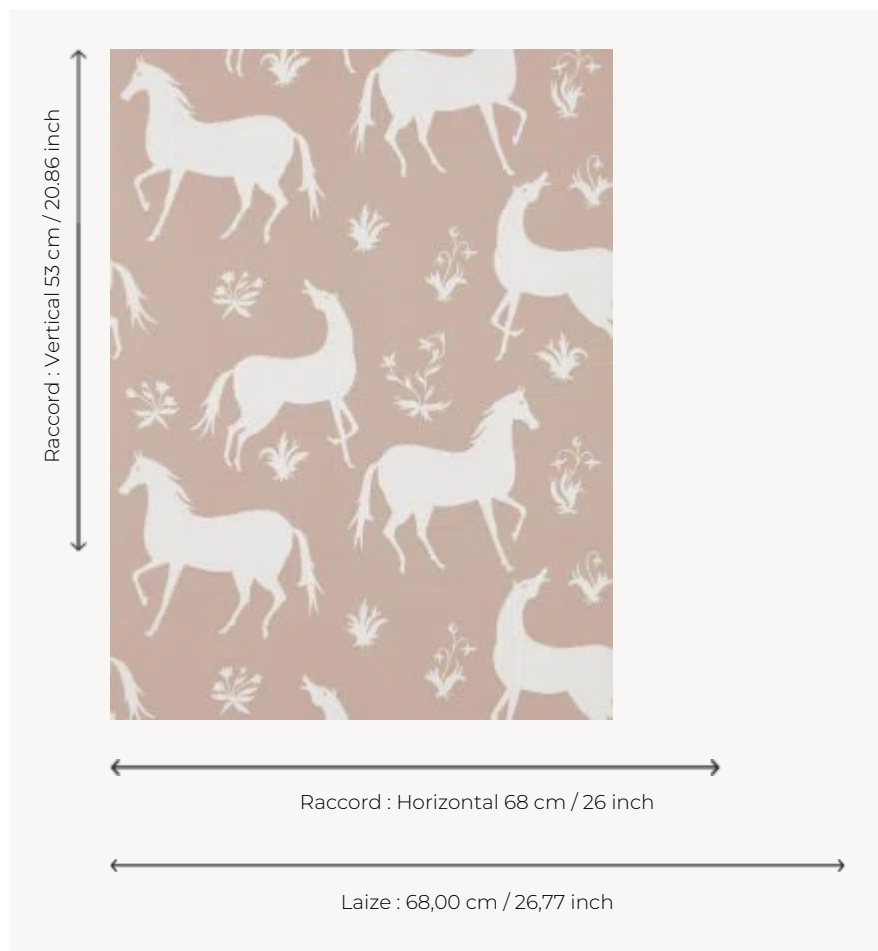 Raccord : Vertical 53 cm / 20.86 inch
Raccord : Horizontal 68 cm / 26 inch
Laize : 68,00 cm / 26,77 inch